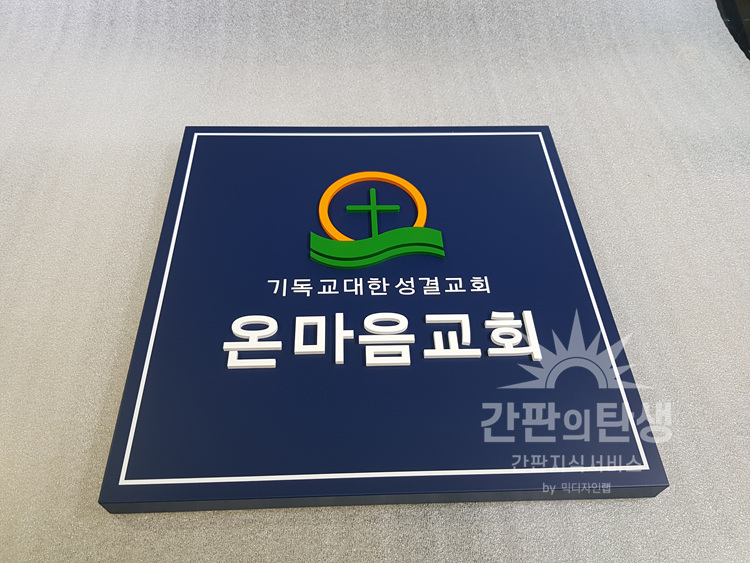 기독교대한성결교회
온마음교회
간판의탄생
간판지식서비스
by 믹디자인랩